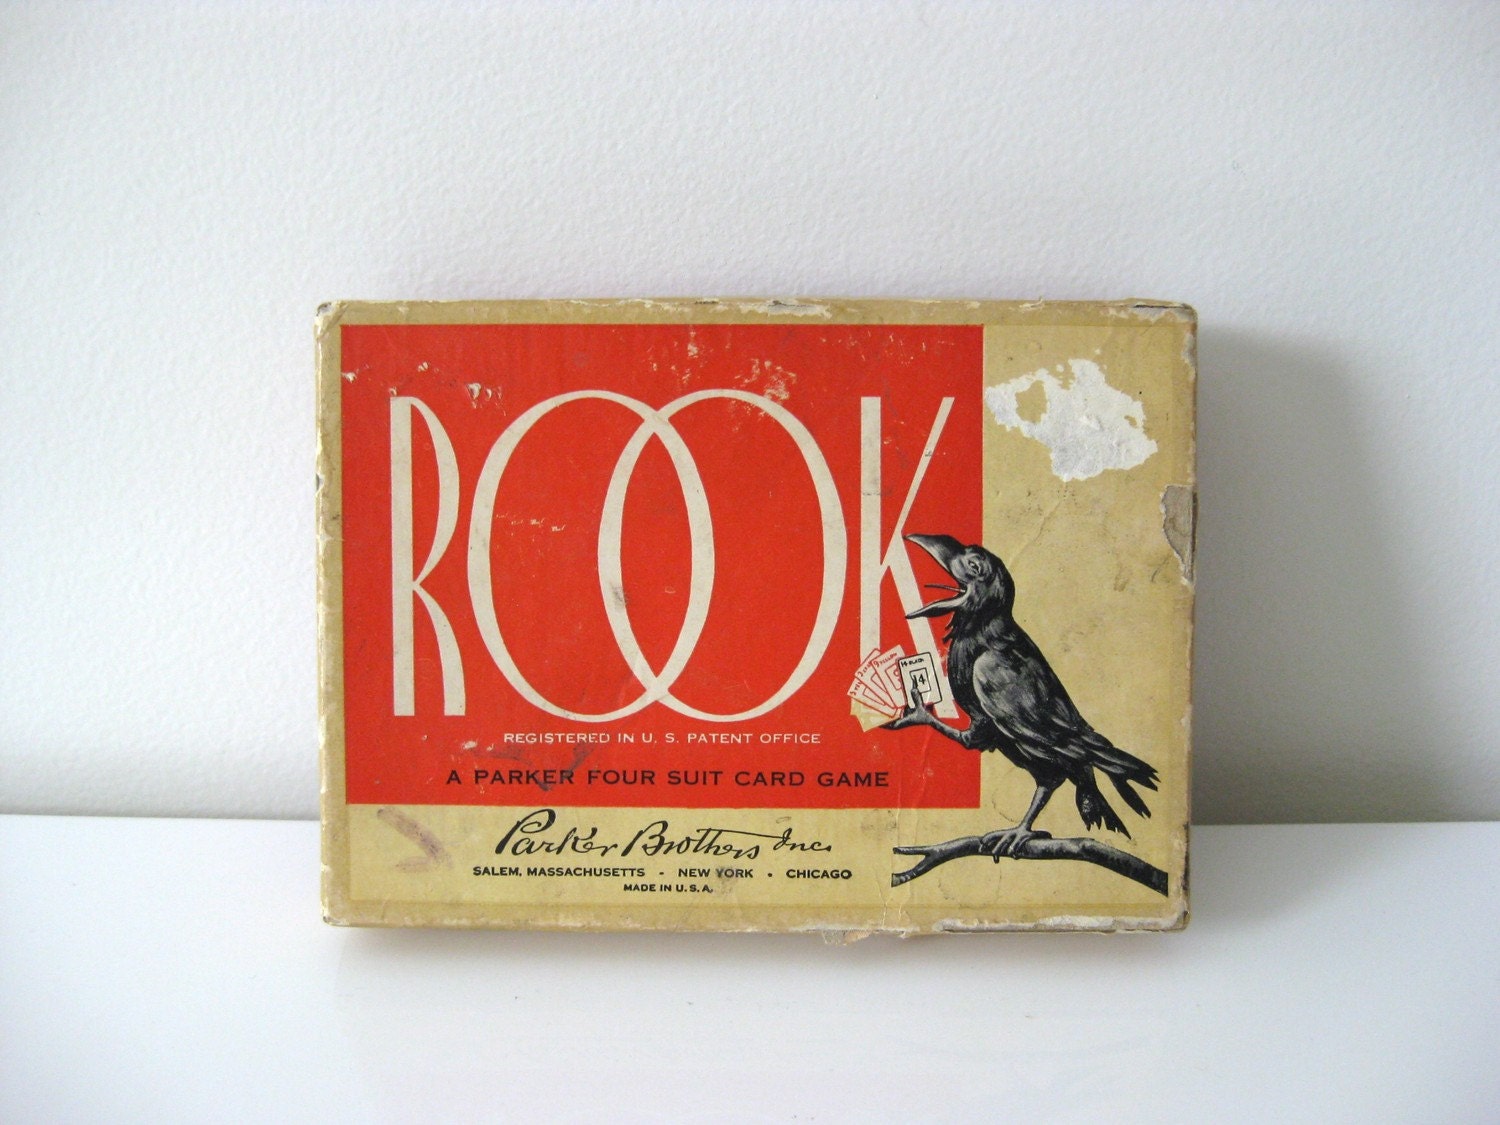 ROOK
14
REGISTERED IN U. S. PATENT OFFICE
A PARKER FOUR SUIT CARD GAME
Parker Brothers Inc.
SALEM, MASSACHUSETTS - NEW YORK • CHICAGO
MADE IN U.S.A.